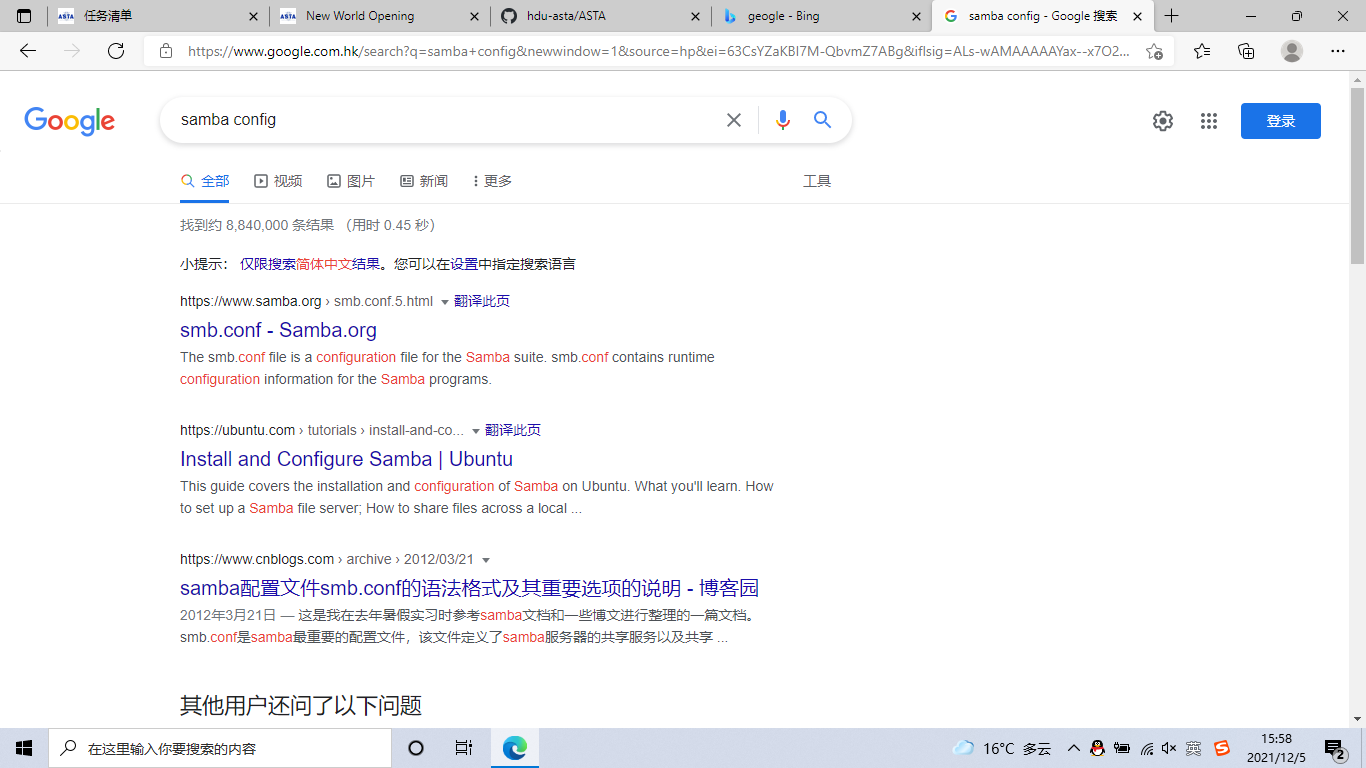 任务清单
New World Opening
hdu-asta/ASTA
geogle - Bing
samba config - Google 搜索
https://www.google.com.hk/search?q=samba+config&newwindow=1&source=hp&ei=63CsYZaKBI7M-QbvmZ7ABg&iflsig=ALs-wAMAAAAAYax--x7O2...
Google
samba config
登录
全部
视频
图片
新闻
更多
工具
找到约 8,840,000 条结果 （用时 0.45 秒）
小提示： 仅限搜索简体中文结果。您可以在设置中指定搜索语言
https://www.samba.org › smb.conf.5.html 翻译此页
smb.conf - Samba.org
The smb.conf file is a configuration file for the Samba suite. smb.conf contains runtime
configuration information for the Samba programs.
https://ubuntu.com › tutorials › install-and-co... 翻译此页
Install and Configure Samba | Ubuntu
This guide covers the installation and configuration of Samba on Ubuntu. What you'll learn. How
to set up a Samba file server; How to share files across a local ...
https://www.cnblogs.com › archive › 2012/03/21
samba配置文件smb.conf的语法格式及其重要选项的说明 - 博客园
2012年3月21日 — 这是我在去年暑假实习时参考samba文档和一些博文进行整理的一篇文档。
smb.conf是samba最重要的配置文件，该文件定义了samba服务器的共享服务以及共享 ...
其他用户还问了以下问题
在这里输入你要搜索的内容
16°C 多云
英
15:58
2021/12/5
2